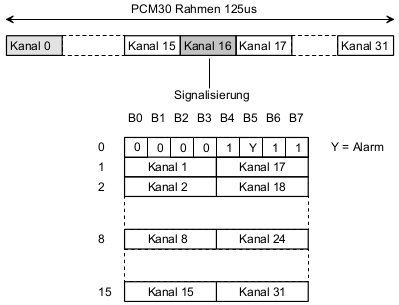 PCM30 Rahmen 125us
Kanal 0 Kanal 15 Kanal 16 Kanal 17 Kanal 31
Signalisierung
B0 B1 B2 B3 B4 B5 B6 B7
0 0 0 0 0 1 Y 1 1 Y = Alarm
1 Kanal 1 Kanal 17
2 Kanal 2 Kanal 18
8 Kanal 8 Kanal 24
15 Kanal 15 Kanal 31